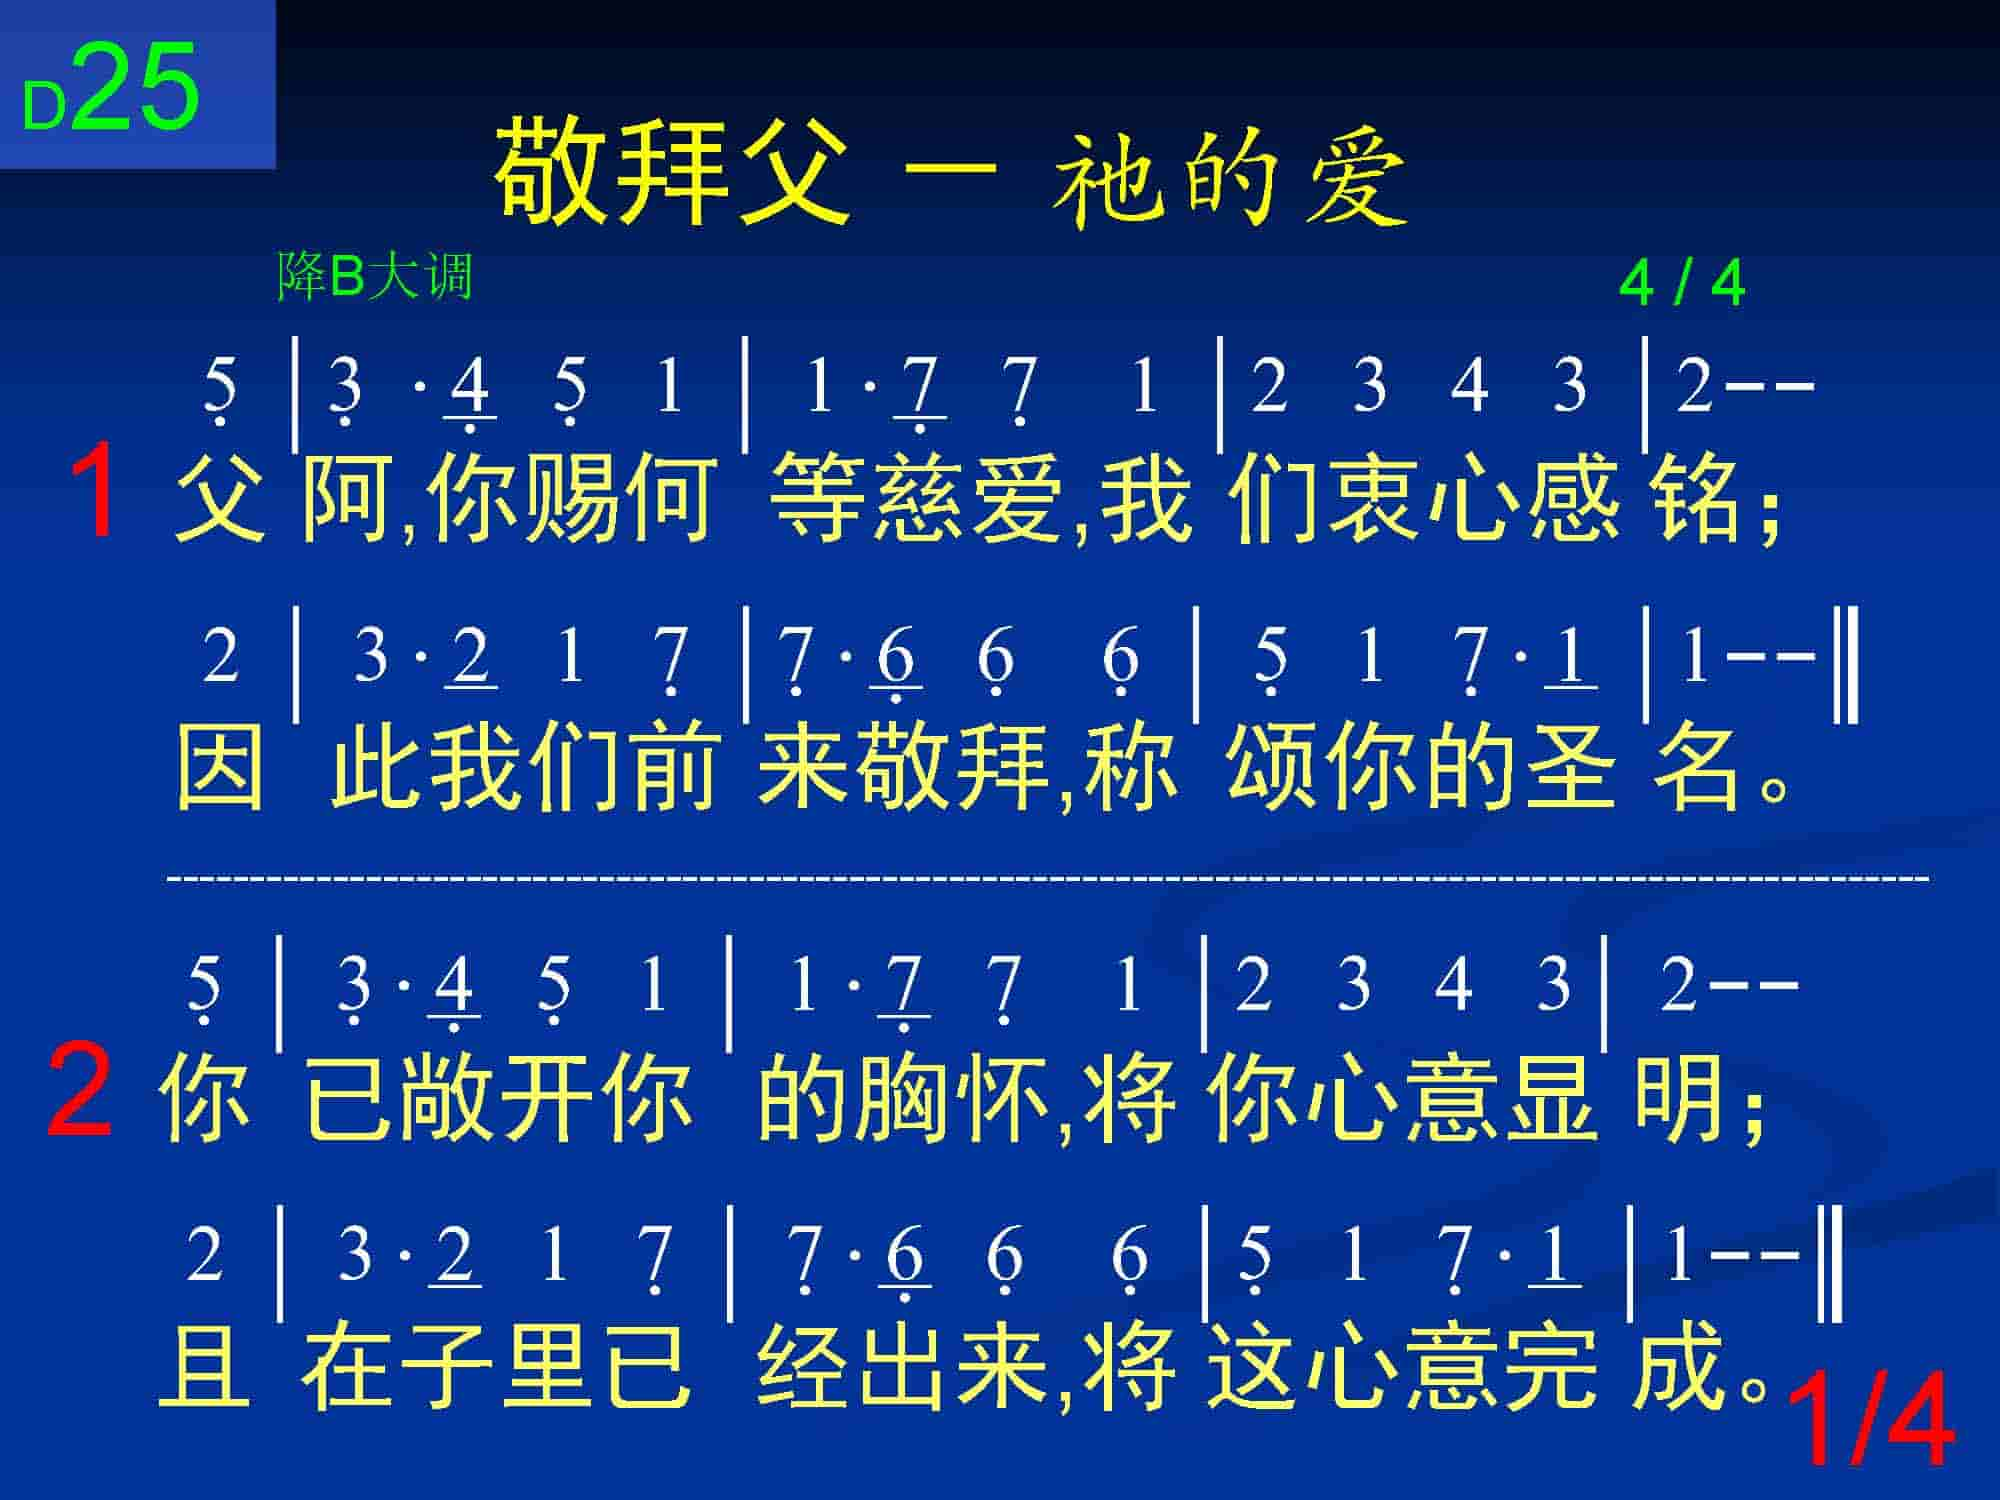 D25
敬拜父 － 祂的爱
降B大调 4 / 4
5 | 3 · 4 5 1 | 1 · 7 7 1 | 2 3 4 3 | 2－－
1 父 阿,你赐何 等慈爱,我 们衷心感 铭;
2 | 3 · 2 1 7 | 7 · 6 6 6 | 5 1 7 · 1 | 1－－‖
因 此我们前 来敬拜,称 颂你的圣 名。
5 | 3 · 4 5 1 | 1 · 7 7 1 | 2 3 4 3 | 2－－
2 你 已敞开你 的胸怀,将 你心意显 明;
2 | 3 · 2 1 7 | 7 · 6 6 6 | 5 1 7 · 1 | 1－－‖
且 在子里已 经出来,将 这心意完 成。
1/4